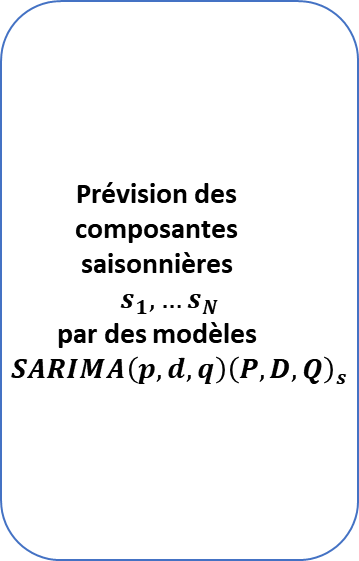 Prévision des
composantes
saisonnières
s₁, … s_N
par des modèles
SARIMA(p, d, q)(P, D, Q)ₛ